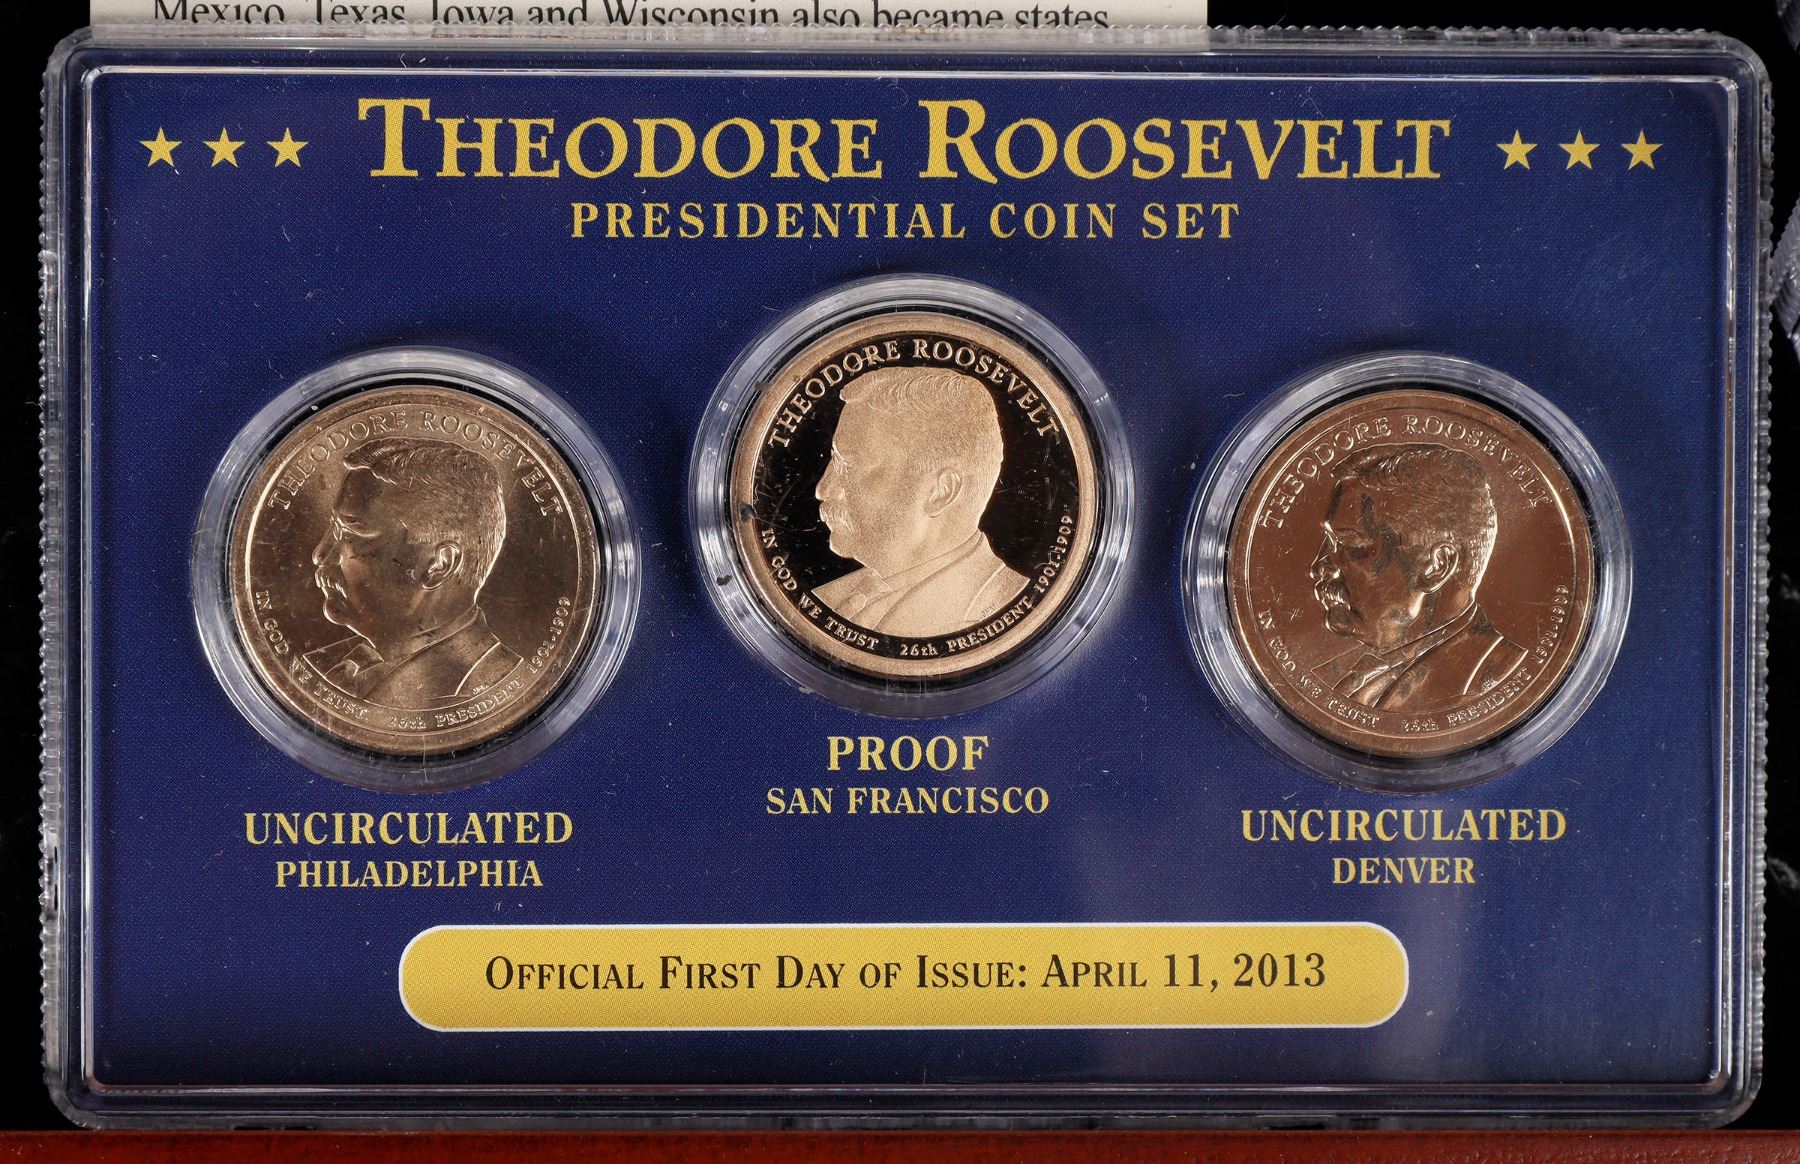 Mexico, Texas, Iowa and Wisconsin also became states
THEODORE ROOSEVELT
PRESIDENTIAL COIN SET
THEODORE ROOSEVELT
IN GOD WE TRUST 26th PRESIDENT 1901-1909
THEODORE ROOSEVELT
IN GOD WE TRUST 26th PRESIDENT 1901-1909
THEODORE ROOSEVELT
IN GOD WE TRUST 26th PRESIDENT 1901-1909
UNCIRCULATED
PHILADELPHIA
PROOF
SAN FRANCISCO
UNCIRCULATED
DENVER
OFFICIAL FIRST DAY OF ISSUE: APRIL 11, 2013